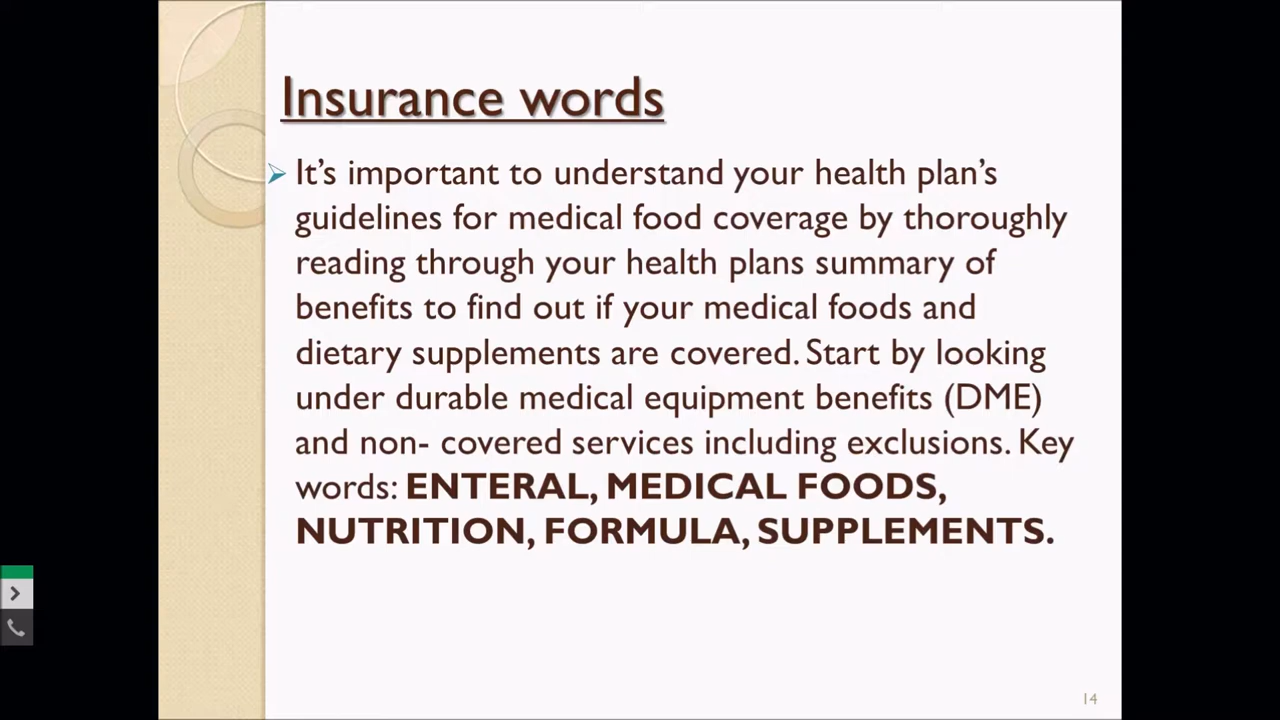 Insurance words
It’s important to understand your health plan’s
guidelines for medical food coverage by thoroughly
reading through your health plans summary of
benefits to find out if your medical foods and
dietary supplements are covered. Start by looking
under durable medical equipment benefits (DME)
and non- covered services including exclusions. Key
words: ENTERAL, MEDICAL FOODS,
NUTRITION, FORMULA, SUPPLEMENTS.
14